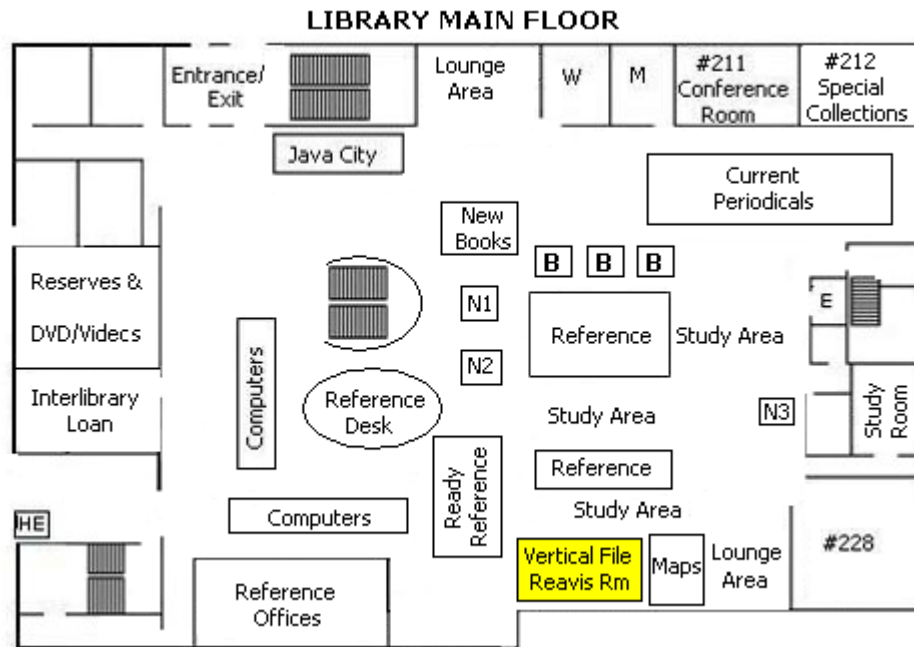 LIBRARY MAIN FLOOR
Entrance/
Exit
Lounge
Area
W
M
#211
Conference
Room
#212
Special
Collections
Java City
Current
Periodicals
New
Books
B
B
B
Reserves &
DVD/Videcs
N1
E
Reference
Study Area
N2
Interlibrary
Loan
Computers
Reference
Desk
Study Area
N3
Study
Room
Ready
Reference
Reference
Computers
Study Area
HE
Vertical File
Reavis Rm
Maps
Lounge
Area
#228
Reference
Offices